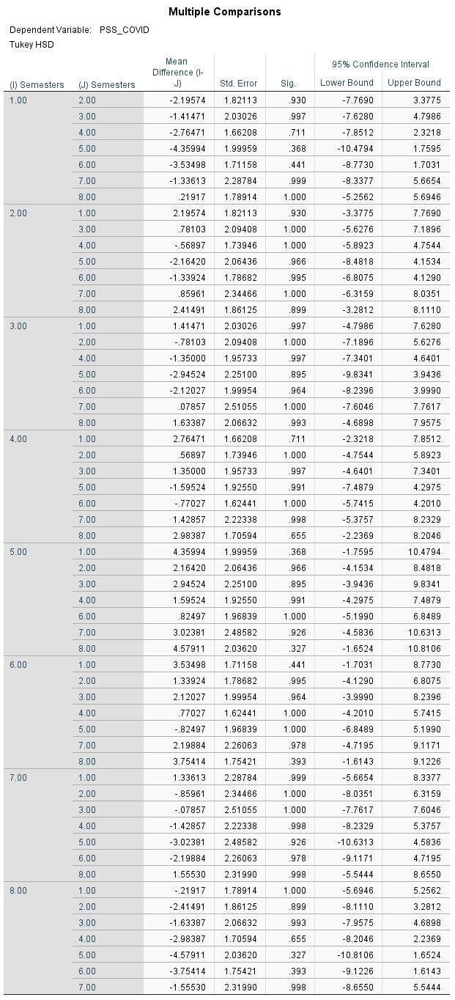 Multiple Comparisons
Dependent Variable: PSS_COVID
Tukey HSD
Mean
Difference (I-
95% Confidence Interval
(I) Semesters (J) Semesters J) Std. Error Sig. Lower Bound Upper Bound
1.00 2.00 -2.19574 1.82113 .930 -7.7690 3.3775
3.00 -1.41471 2.03026 .997 -7.6280 4.7986
4.00 -2.76471 1.66208 .711 -7.8512 2.3218
5.00 -4.35994 1.99959 .368 -10.4794 1.7595
6.00 -3.53498 1.71158 .441 -8.7730 1.7031
7.00 -1.33613 2.28784 .999 -8.3377 5.6654
8.00 .21917 1.78914 1.000 -5.2562 5.6946
2.00 1.00 2.19574 1.82113 .930 -3.3775 7.7690
3.00 .78103 2.09408 1.000 -5.6276 7.1896
4.00 -.56897 1.73946 1.000 -5.8923 4.7544
5.00 -2.16420 2.06436 .966 -8.4818 4.1534
6.00 -1.33924 1.78682 .995 -6.8075 4.1290
7.00 .85961 2.34466 1.000 -6.3159 8.0351
8.00 2.41491 1.86125 .899 -3.2812 8.1110
3.00 1.00 1.41471 2.03026 .997 -4.7986 7.6280
2.00 -.78103 2.09408 1.000 -7.1896 5.6276
4.00 -1.35000 1.95733 .997 -7.3401 4.6401
5.00 -2.94524 2.25100 .895 -9.8341 3.9436
6.00 -2.12027 1.99954 .964 -8.2396 3.9990
7.00 .07857 2.51055 1.000 -7.6046 7.7617
8.00 1.63387 2.06632 .993 -4.6898 7.9575
4.00 1.00 2.76471 1.66208 .711 -2.3218 7.8512
2.00 .56897 1.73946 1.000 -4.7544 5.8923
3.00 1.35000 1.95733 .997 -4.6401 7.3401
5.00 -1.59524 1.92550 .991 -7.4879 4.2975
6.00 -.77027 1.62441 1.000 -5.7415 4.2010
7.00 1.42857 2.22338 .998 -5.3757 8.2329
8.00 2.98387 1.70594 .655 -2.2369 8.2046
5.00 1.00 4.35994 1.99959 .368 -1.7595 10.4794
2.00 2.16420 2.06436 .966 -4.1534 8.4818
3.00 2.94524 2.25100 .895 -3.9436 9.8341
4.00 1.59524 1.92550 .991 -4.2975 7.4879
6.00 .82497 1.96839 1.000 -5.1990 6.8489
7.00 3.02381 2.48582 .926 -4.5836 10.6313
8.00 4.57911 2.03620 .327 -1.6524 10.8106
6.00 1.00 3.53498 1.71158 .441 -1.7031 8.7730
2.00 1.33924 1.78682 .995 -4.1290 6.8075
3.00 2.12027 1.99954 .964 -3.9990 8.2396
4.00 .77027 1.62441 1.000 -4.2010 5.7415
5.00 -.82497 1.96839 1.000 -6.8489 5.1990
7.00 2.19884 2.26063 .978 -4.7195 9.1171
8.00 3.75414 1.75421 .393 -1.6143 9.1226
7.00 1.00 1.33613 2.28784 .999 -5.6654 8.3377
2.00 -.85961 2.34466 1.000 -8.0351 6.3159
3.00 -.07857 2.51055 1.000 -7.7617 7.6046
4.00 -1.42857 2.22338 .998 -8.2329 5.3757
5.00 -3.02381 2.48582 .926 -10.6313 4.5836
6.00 -2.19884 2.26063 .978 -9.1171 4.7195
8.00 1.55530 2.31990 .998 -5.5444 8.6550
8.00 1.00 -.21917 1.78914 1.000 -5.6946 5.2562
2.00 -2.41491 1.86125 .899 -8.1110 3.2812
3.00 -1.63387 2.06632 .993 -7.9575 4.6898
4.00 -2.98387 1.70594 .655 -8.2046 2.2369
5.00 -4.57911 2.03620 .327 -10.8106 1.6524
6.00 -3.75414 1.75421 .393 -9.1226 1.6143
7.00 -1.55530 2.31990 .998 -8.6550 5.5444